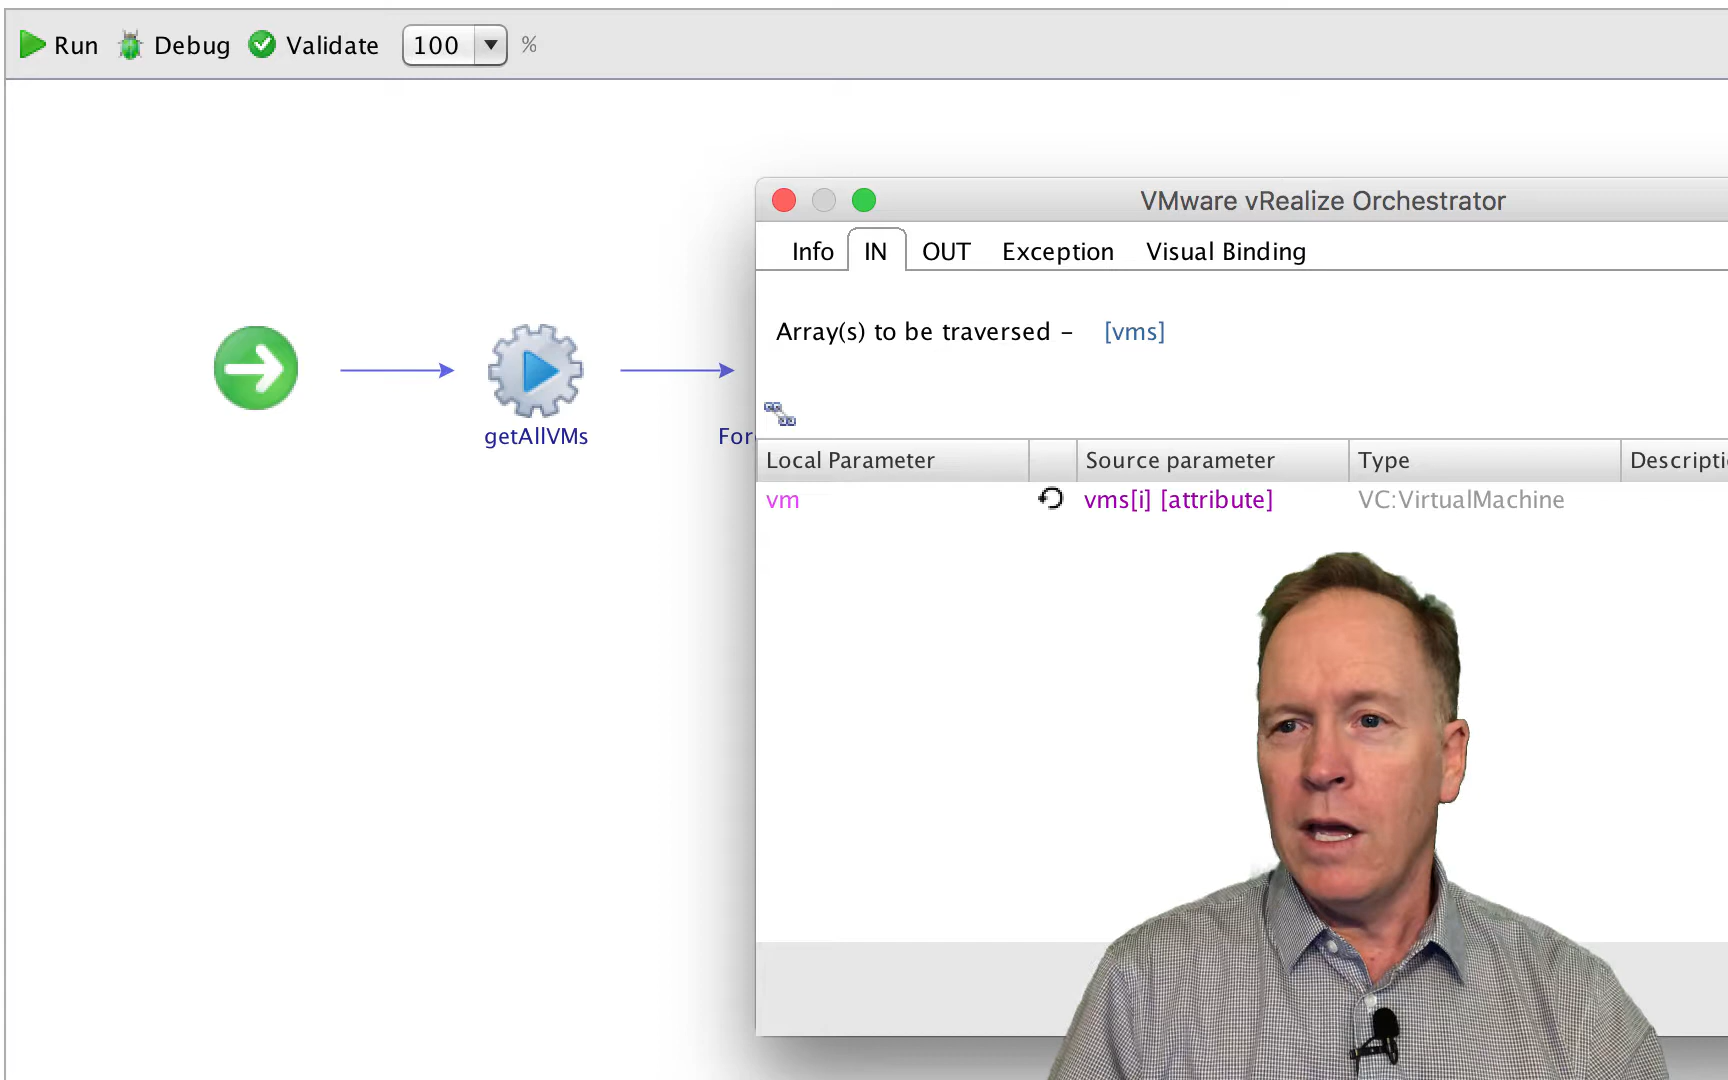 Run Debug Validate 100 %
VMware vRealize Orchestrator
Info IN OUT Exception Visual Binding
Array(s) to be traversed - [vms]
getAllVMs
For
Local Parameter Source parameter Type Descripti
vm vms[i] [attribute] VC:VirtualMachine